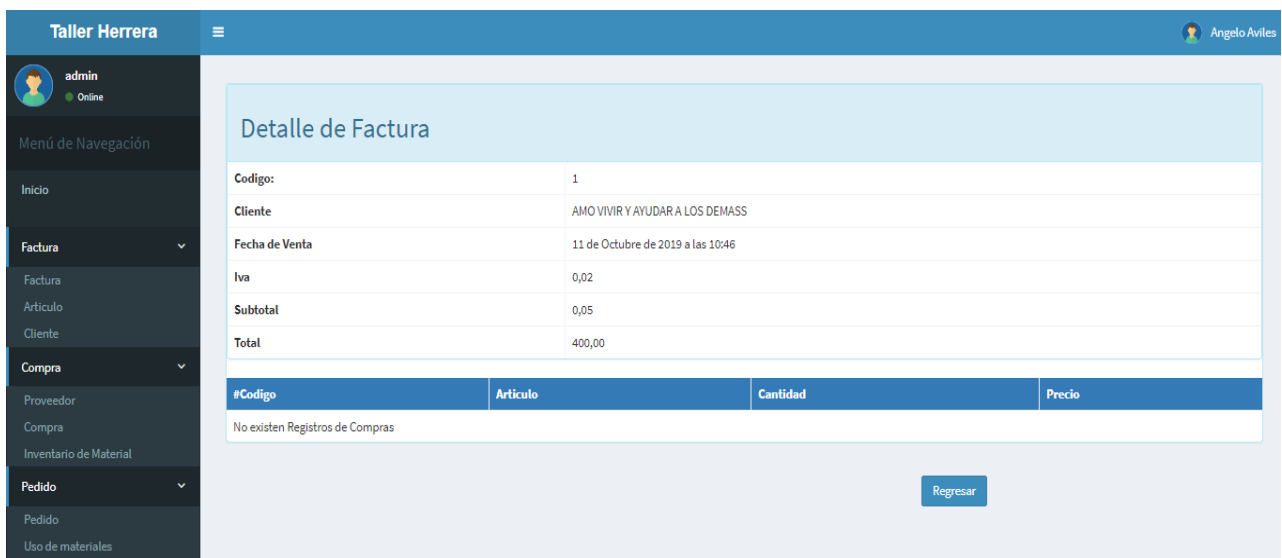 Taller Herrera
Angelo Aviles
admin
Online
Menú de Navegación
Inicio
Factura
Factura
Articulo
Cliente
Compra
Proveedor
Compra
Inventario de Material
Pedido
Pedido
Uso de materiales
Detalle de Factura
Codigo: 1
Cliente AMO VIVIR Y AYUDAR A LOS DEMASS
Fecha de Venta 11 de Octubre de 2019 a las 10:46
Iva 0,02
Subtotal 0,05
Total 400,00
#Codigo Articulo Cantidad Precio
No existen Registros de Compras
Regresar